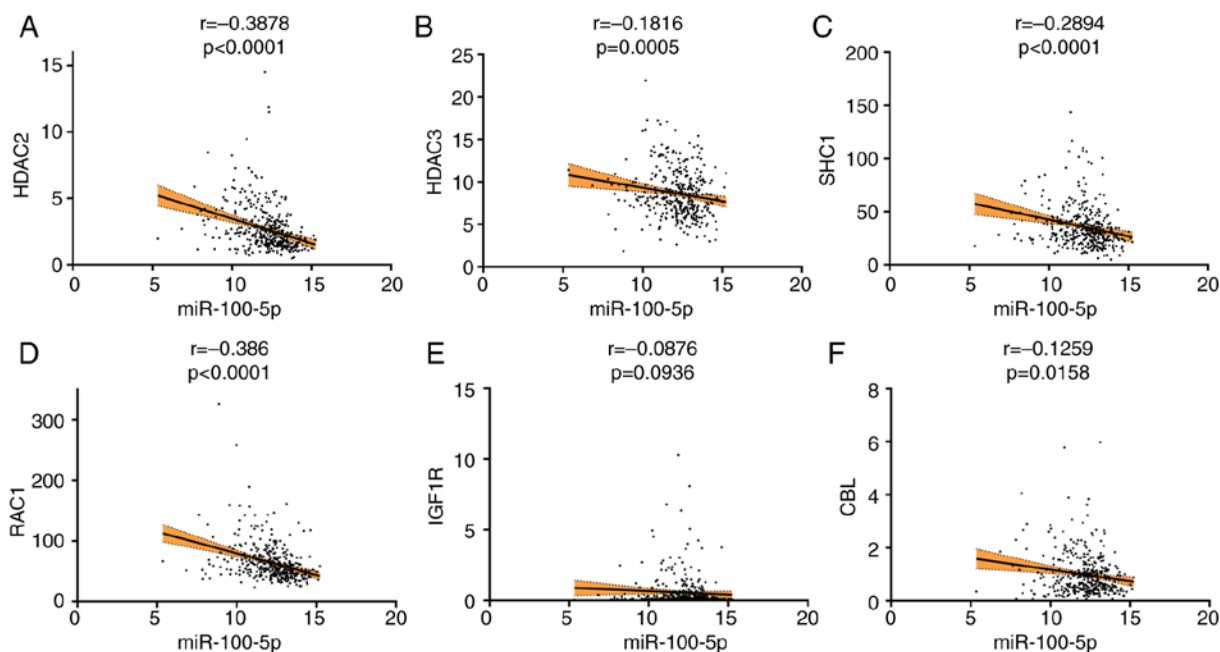 A
r=−0.3878
p<0.0001
HDAC2
15
10
5
0
0
5
10
15
20
miR-100-5p
B
r=−0.1816
p=0.0005
HDAC3
25
20
15
10
5
0
0
5
10
15
20
miR-100-5p
C
r=−0.2894
p<0.0001
SHC1
200
150
100
50
0
0
5
10
15
20
miR-100-5p
D
r=−0.386
p<0.0001
RAC1
300
200
100
0
0
5
10
15
20
miR-100-5p
E
r=−0.0876
p=0.0936
IGF1R
15
10
5
0
0
5
10
15
20
miR-100-5p
F
r=−0.1259
p=0.0158
CBL
8
6
4
2
0
0
5
10
15
20
miR-100-5p